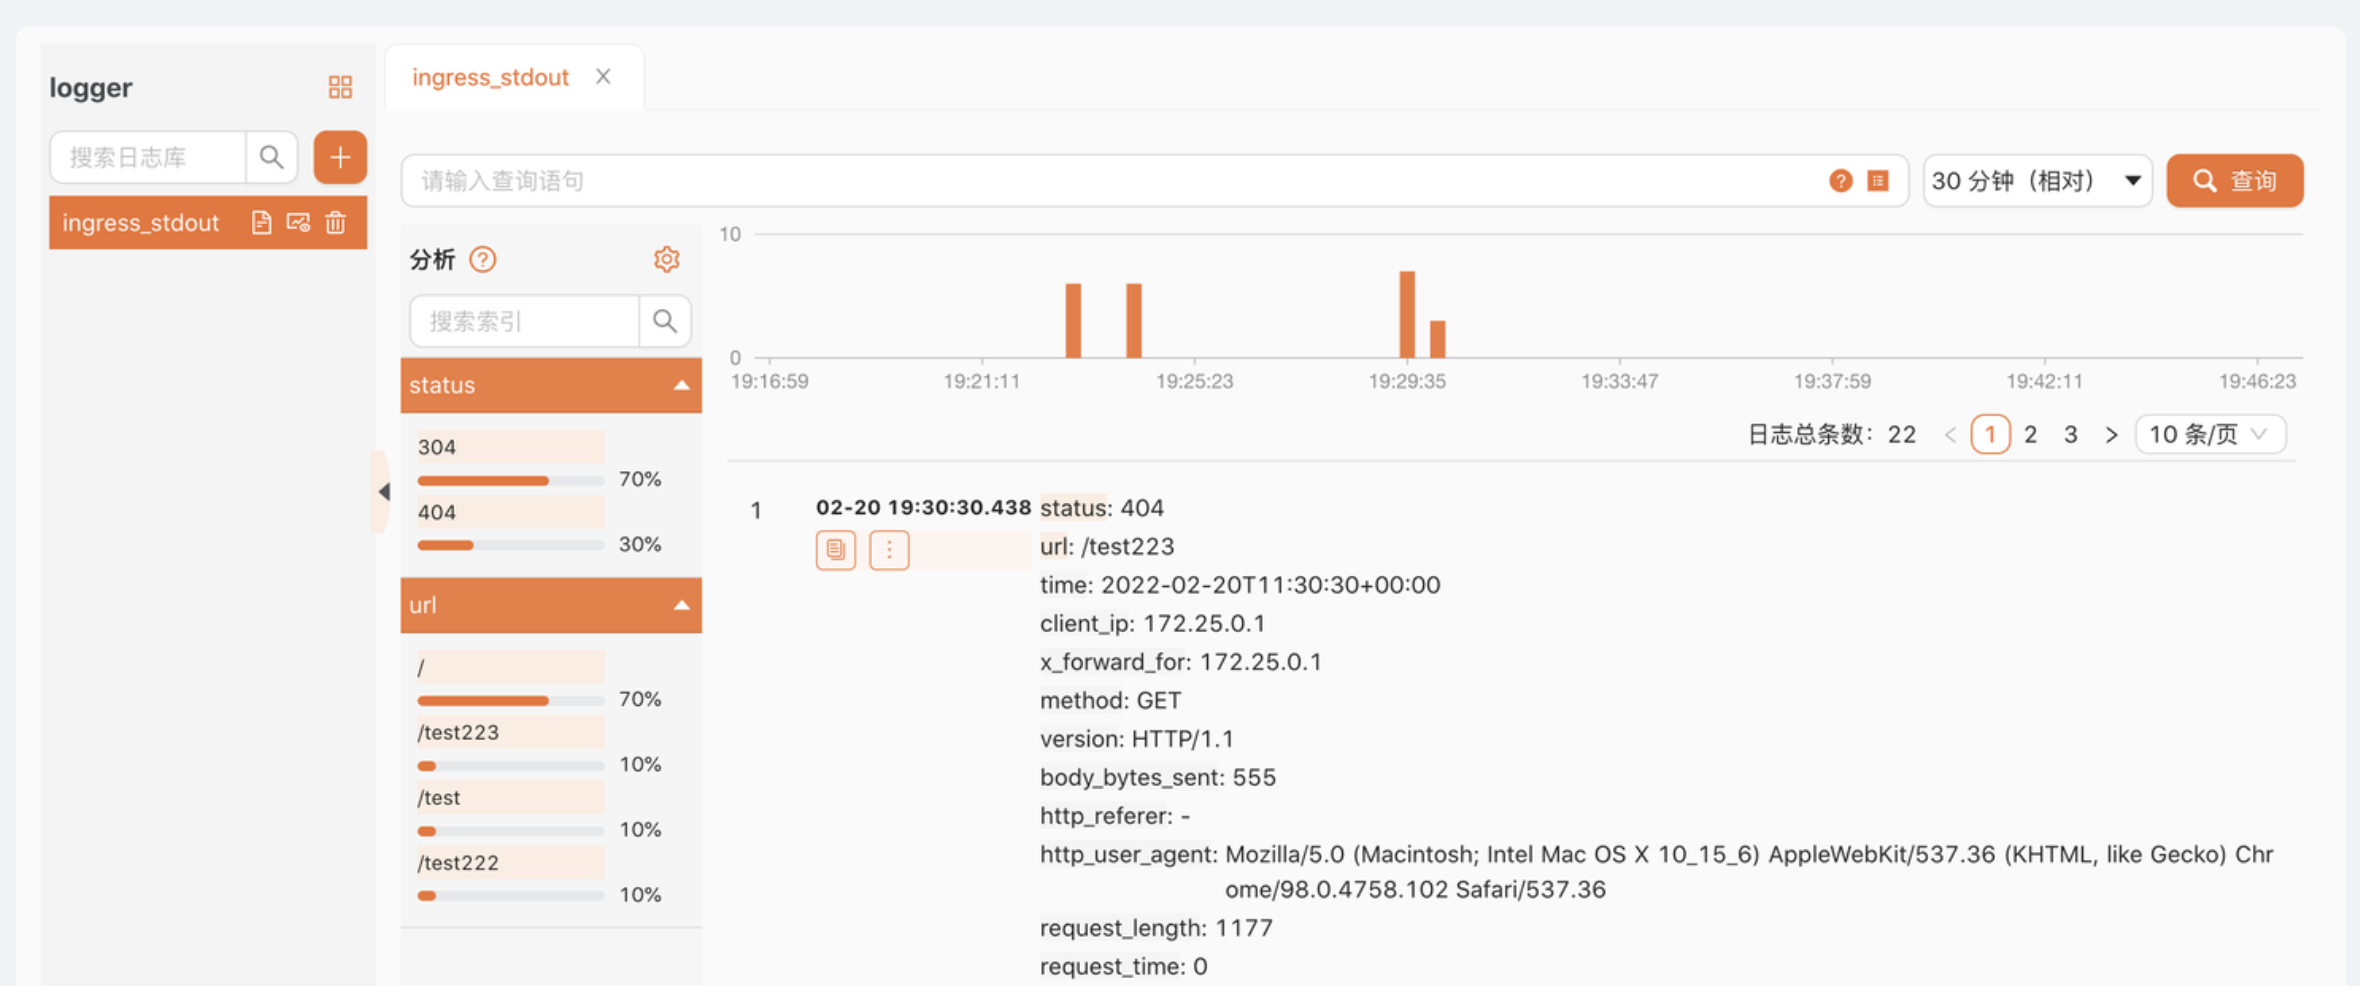 logger
搜索日志库
ingress_stdout
ingress_stdout
请输入查询语句
30 分钟（相对）
查询
分析
搜索索引
status
304
70%
404
30%
url
/
70%
/test223
10%
/test
10%
/test222
10%
10
0
19:16:59 19:21:11 19:25:23 19:29:35 19:33:47 19:37:59 19:42:11 19:46:23
日志总条数：22 < 1 2 3 > 10 条/页
1
02-20 19:30:30.438
status: 404
url: /test223
time: 2022-02-20T11:30:30+00:00
client_ip: 172.25.0.1
x_forward_for: 172.25.0.1
method: GET
version: HTTP/1.1
body_bytes_sent: 555
http_referer: -
http_user_agent: Mozilla/5.0 (Macintosh; Intel Mac OS X 10_15_6) AppleWebKit/537.36 (KHTML, like Gecko) Chr
ome/98.0.4758.102 Safari/537.36
request_length: 1177
request_time: 0